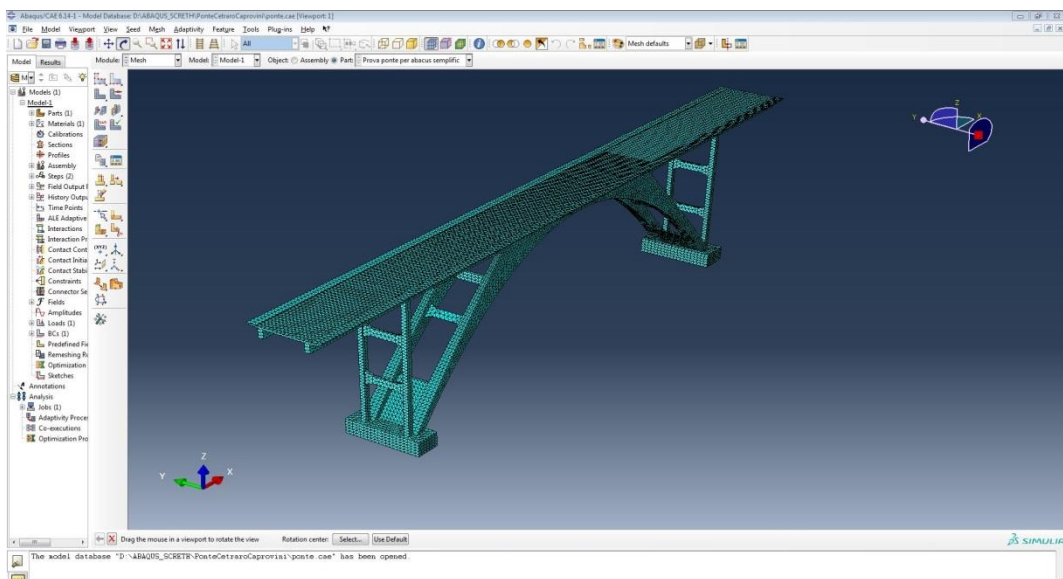 Abaqus/CAE 6.14-1 - Model Database: D:\ABAQUS_SCRETH\PonteCetraroCaprovini\ponte.cae [Viewport: 1]
File Model Viewport View Seed Mesh Adaptivity Feature Tools Plug-ins Help
All Mesh defaults
Model Results Module: Mesh Model: Model-1 Object: Assembly Part: Prova ponte per abacus semplific
Models (1)
Model-1
Parts (1)
Materials (1)
Calibrations
Sections
Profiles
Assembly
Steps (2)
Field Output
History Outpu
Time Points
ALE Adaptive
Interactions
Interaction Pr
Contact Cont
Contact Initia
Contact Stabi
Constraints
Connector Se
Fields
Amplitudes
Loads (1)
BCs (1)
Predefined Fie
Remeshing Ru
Optimization
Sketches
Annotations
Analysis
Jobs (1)
Adaptivity Proce
Co-executions
Optimization Pro
Z
Y
X
Z
Y
X
Drag the mouse in a viewport to rotate the view Rotation center: Select... Use Default
SIMULIA
The model database "D:\ABAQUS_SCRETH\PonteCetraroCaprovini\ponte.cae" has been opened.